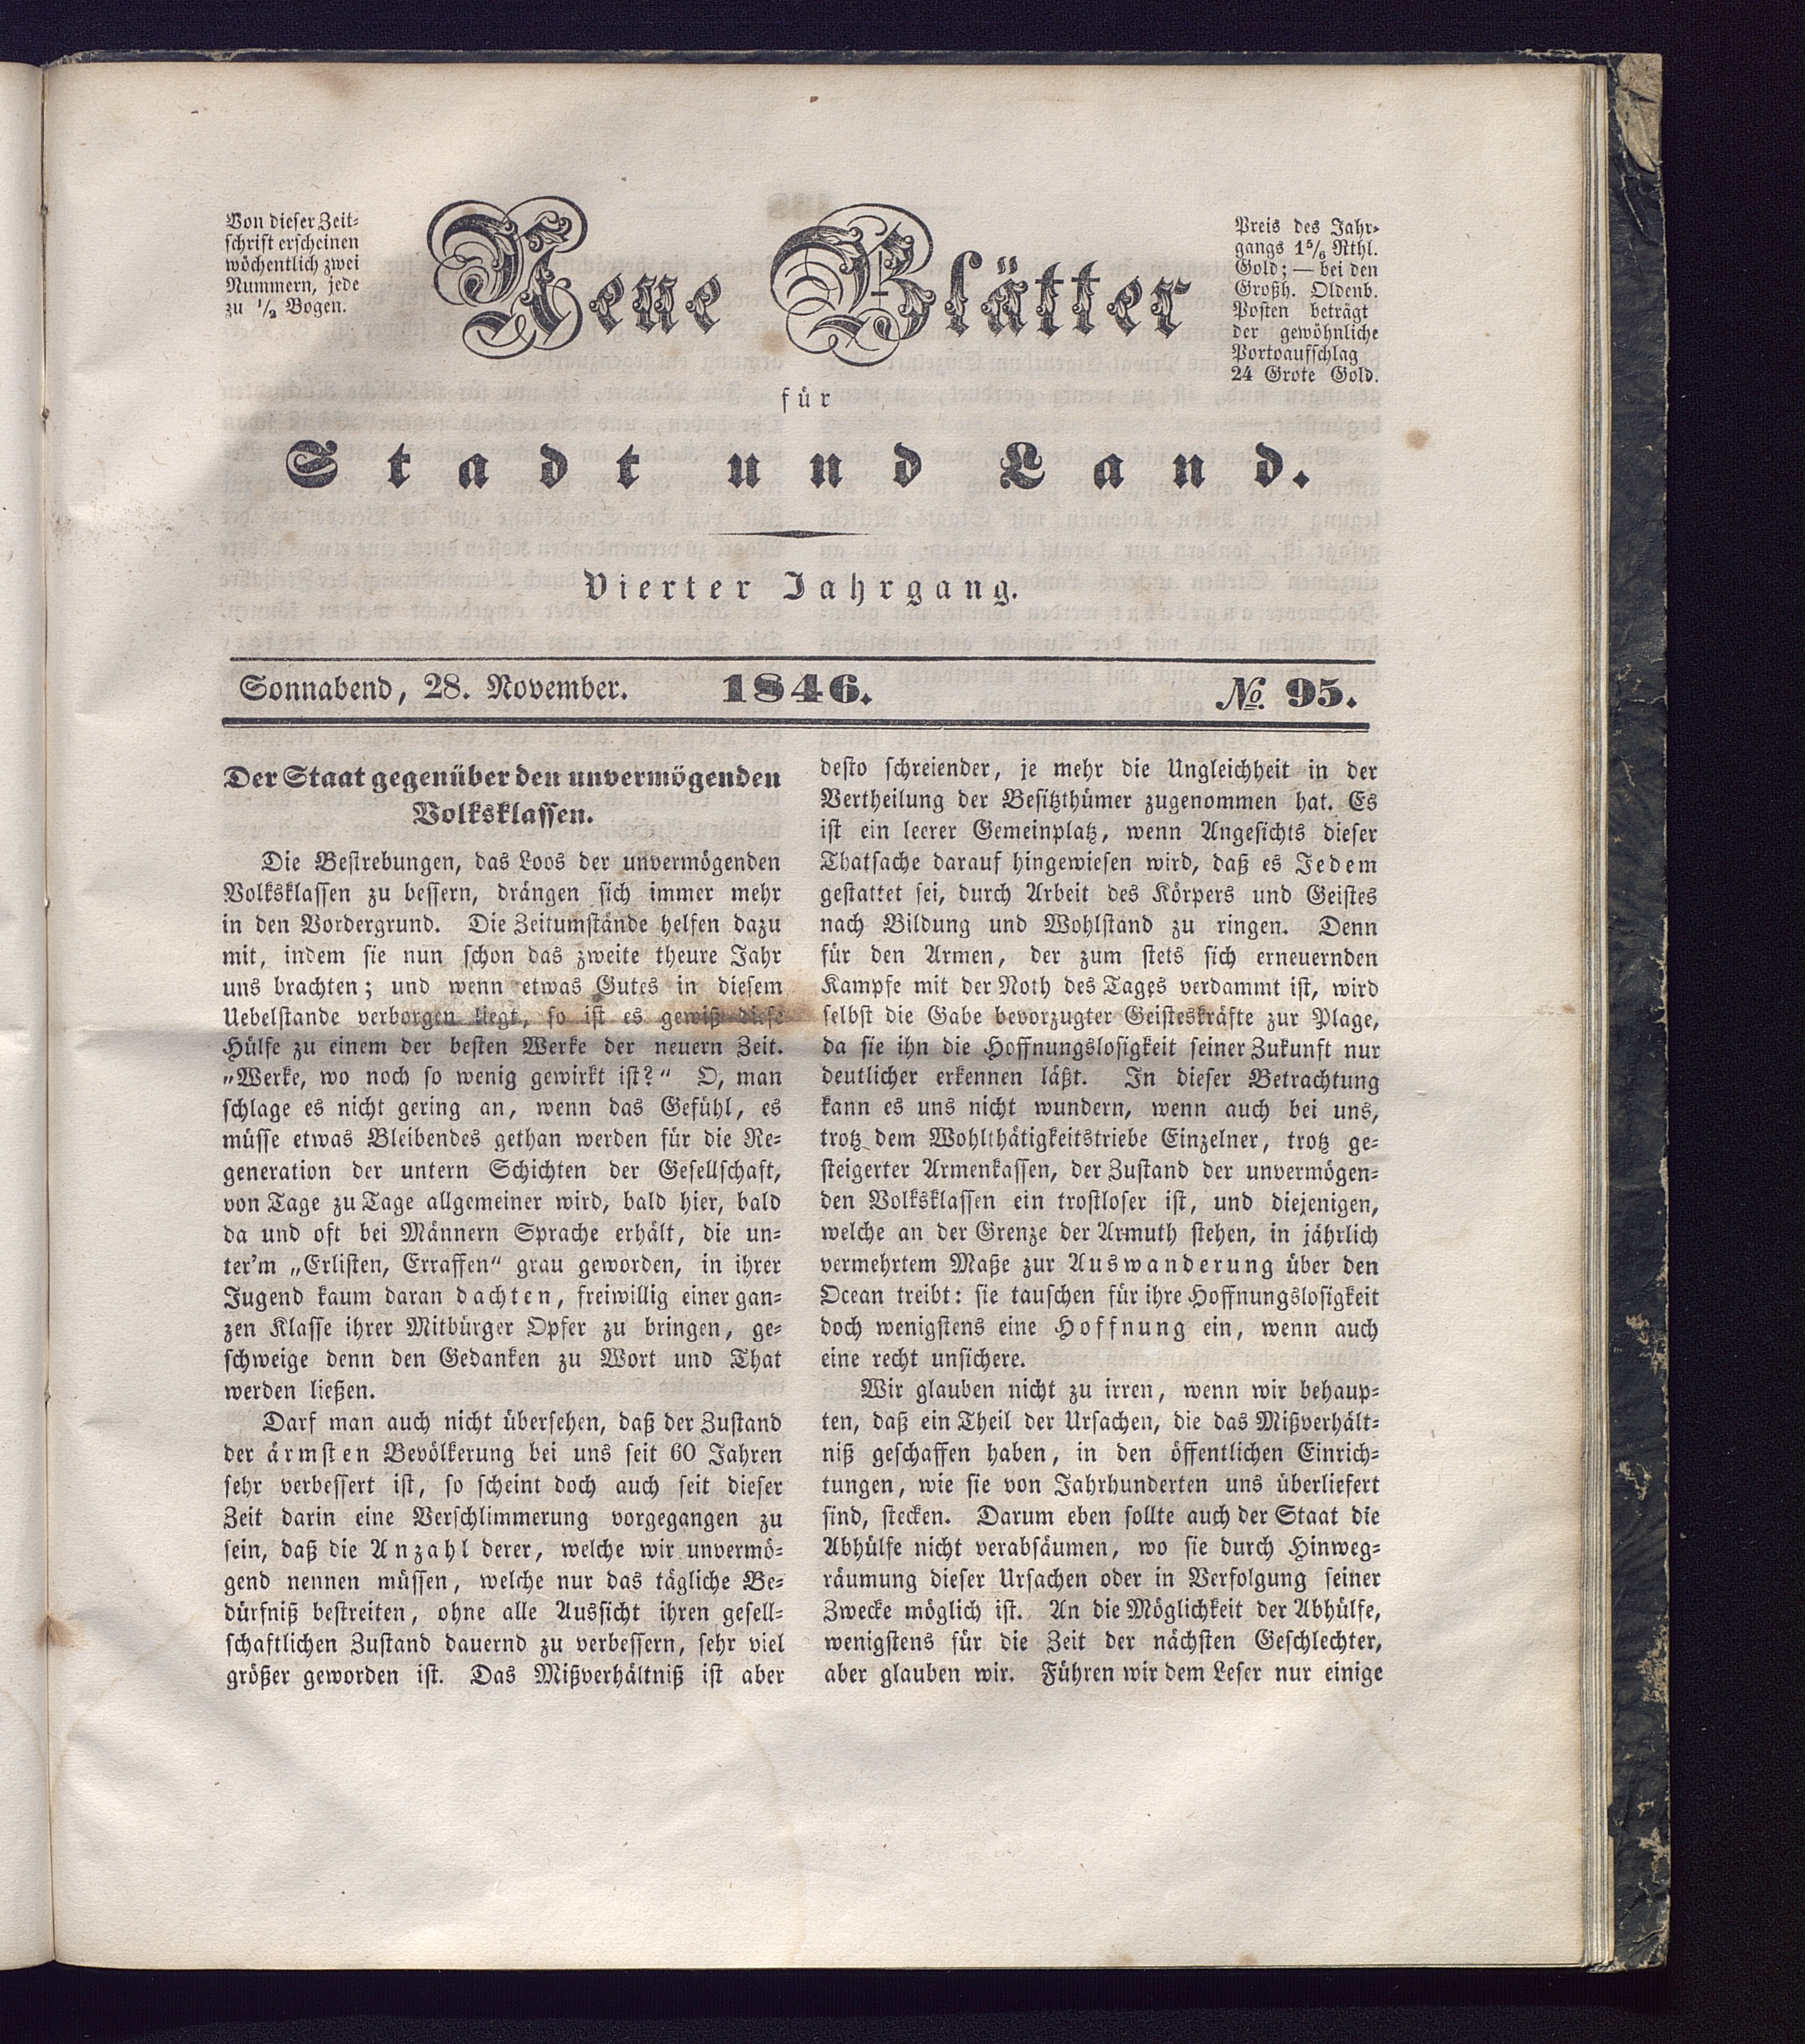 Von dieser Zeit-
schrift erscheinen
wöchentlich zwei
Nummern, jede
zu 1/2 Bogen.
Neue Blätter
für
Stadt und Land.
Preis des Jahr-
gangs 1 5/6 Rthl.
Gold; — bei den
Großh. Oldenb.
Posten beträgt
der gewöhnliche
Portoaufschlag
24 Grote Gold.
Vierter Jahrgang.
Sonnabend, 28. November. 1846. No. 95.
Der Staat gegenüber den unvermögenden
Volksklassen.
Die Bestrebungen, das Loos der unvermögenden
Volksklassen zu bessern, drängen sich immer mehr
in den Vordergrund. Die Zeitumstände helfen dazu
mit, indem sie nun schon das zweite theure Jahr
uns brachten; und wenn etwas Gutes in diesem
Uebelstande verborgen liegt, so ist es gewiß diese
Hülfe zu einem der besten Werke der neuern Zeit.
„Werke, wo noch so wenig gewirkt ist?“ O, man
schlage es nicht gering an, wenn das Gefühl, es
müsse etwas Bleibendes gethan werden für die Re-
generation der untern Schichten der Gesellschaft,
von Tage zu Tage allgemeiner wird, bald hier, bald
da und oft bei Männern Sprache erhält, die un-
ter'm „Erlisten, Erraffen“ grau geworden, in ihrer
Jugend kaum daran dachten, freiwillig einer gan-
zen Klasse ihrer Mitbürger Opfer zu bringen, ge-
schweige denn den Gedanken zu Wort und That
werden ließen.
Darf man auch nicht übersehen, daß der Zustand
der ärmsten Bevölkerung bei uns seit 60 Jahren
sehr verbessert ist, so scheint doch auch seit dieser
Zeit darin eine Verschlimmerung vorgegangen zu
sein, daß die Anzahl derer, welche wir unvermö-
gend nennen müssen, welche nur das tägliche Be-
dürfniß bestreiten, ohne alle Aussicht ihren gesell-
schaftlichen Zustand dauernd zu verbessern, sehr viel
größer geworden ist. Das Mißverhältniß ist aber
desto schreiender, je mehr die Ungleichheit in der
Vertheilung der Besitzthümer zugenommen hat. Es
ist ein leerer Gemeinplatz, wenn Angesichts dieser
Thatsache darauf hingewiesen wird, daß es Jedem
gestattet sei, durch Arbeit des Körpers und Geistes
nach Bildung und Wohlstand zu ringen. Denn
für den Armen, der zum stets sich erneuernden
Kampfe mit der Noth des Tages verdammt ist, wird
selbst die Gabe bevorzugter Geisteskräfte zur Plage,
da sie ihn die Hoffnungslosigkeit seiner Zukunft nur
deutlicher erkennen läßt. In dieser Betrachtung
kann es uns nicht wundern, wenn auch bei uns,
trotz dem Wohlthätigkeitstriebe Einzelner, trotz ge-
steigerter Armenkassen, der Zustand der unvermögen-
den Volksklassen ein trostloser ist, und diejenigen,
welche an der Grenze der Armuth stehen, in jährlich
vermehrtem Maße zur Auswanderung über den
Ocean treibt: sie tauschen für ihre Hoffnungslosigkeit
doch wenigstens eine Hoffnung ein, wenn auch
eine recht unsichere.
Wir glauben nicht zu irren, wenn wir behaup-
ten, daß ein Theil der Ursachen, die das Mißverhält-
niß geschaffen haben, in den öffentlichen Einrich-
tungen, wie sie von Jahrhunderten uns überliefert
sind, stecken. Darum eben sollte auch der Staat die
Abhülfe nicht verabsäumen, wo sie durch Hinweg-
räumung dieser Ursachen oder in Verfolgung seiner
Zwecke möglich ist. An die Möglichkeit der Abhülfe,
wenigstens für die Zeit der nächsten Geschlechter,
aber glauben wir. Führen wir dem Leser nur einige